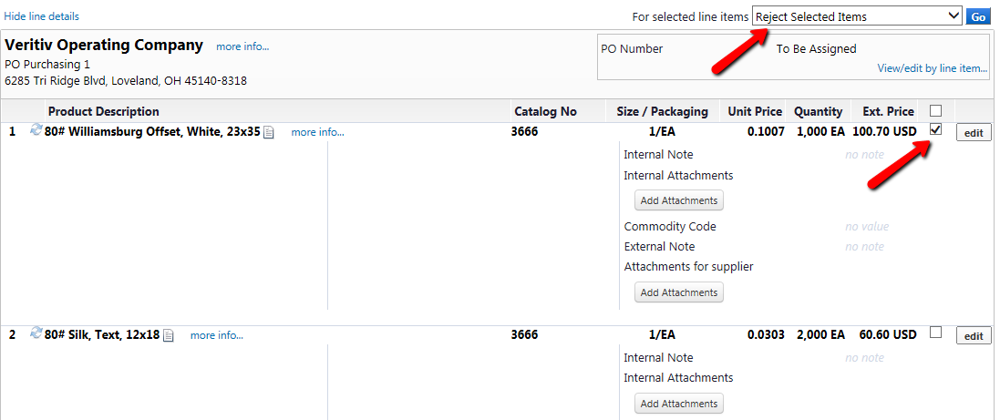 Hide line details
For selected line items Reject Selected Items Go
Veritiv Operating Company more info...
PO Purchasing 1
6285 Tri Ridge Blvd, Loveland, OH 45140-8318
PO Number To Be Assigned
View/edit by line item...
Product Description Catalog No Size / Packaging Unit Price Quantity Ext. Price
1 80# Williamsburg Offset, White, 23x35 more info... 3666 1/EA 0.1007 1,000 EA 100.70 USD edit
Internal Note no note
Internal Attachments
Add Attachments
Commodity Code no value
External Note no note
Attachments for supplier
Add Attachments
2 80# Silk, Text, 12x18 more info... 3666 1/EA 0.0303 2,000 EA 60.60 USD edit
Internal Note no note
Internal Attachments
Add Attachments